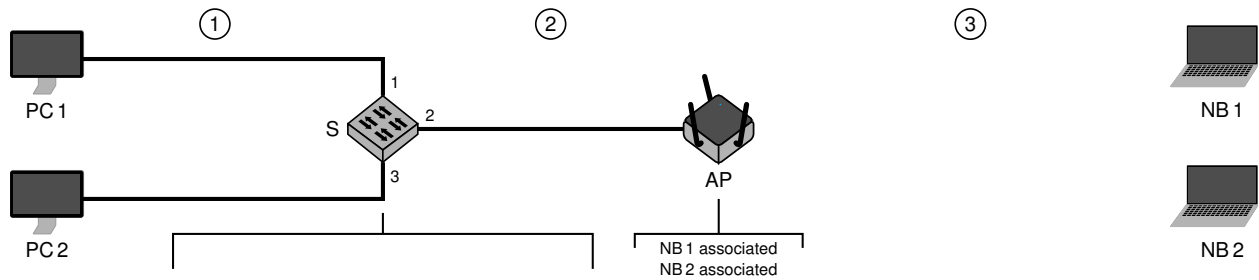 1
2
3
PC 1
1
S
2
3
AP
NB 1
PC 2
NB 1 associated
NB 2 associated
NB 2